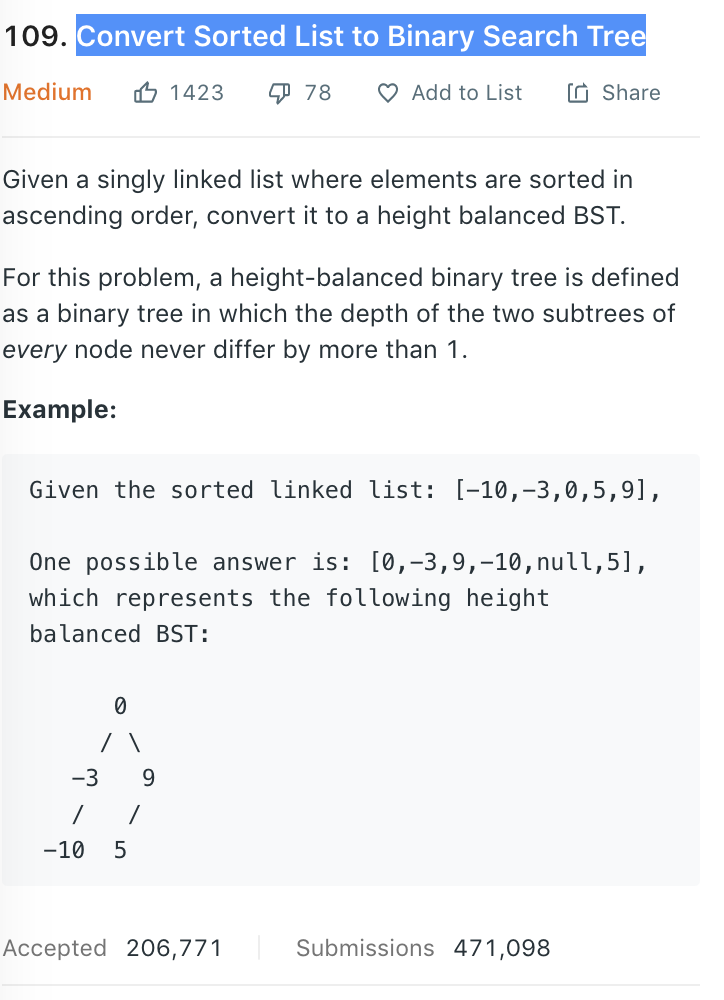 109. Convert Sorted List to Binary Search Tree
Medium 1423 78 Add to List Share
Given a singly linked list where elements are sorted in
ascending order, convert it to a height balanced BST.
For this problem, a height-balanced binary tree is defined
as a binary tree in which the depth of the two subtrees of
every node never differ by more than 1.
Example:
Given the sorted linked list: [-10,-3,0,5,9],
One possible answer is: [0,-3,9,-10,null,5],
which represents the following height
balanced BST:
0
/ \
-3 9
/ /
-10 5
Accepted 206,771 Submissions 471,098